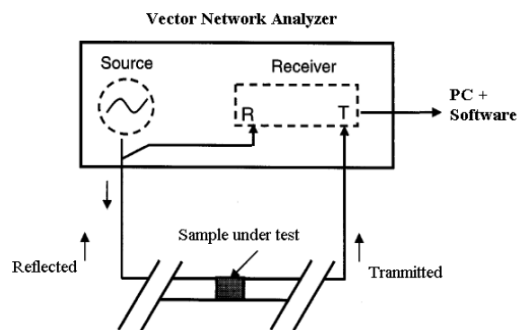 Vector Network Analyzer
Source
Receiver
R
T
PC +
Software
Sample under test
Reflected
Tranmitted